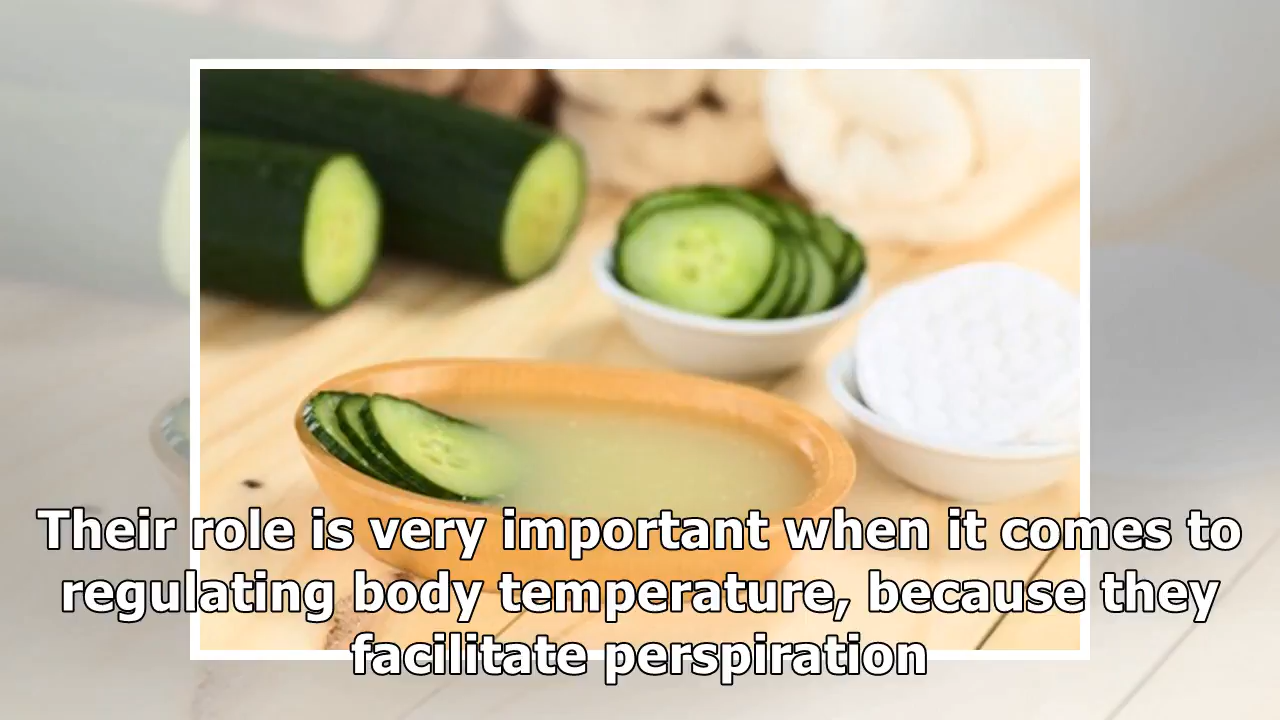 Their role is very important when it comes to
regulating body temperature, because they
facilitate perspiration